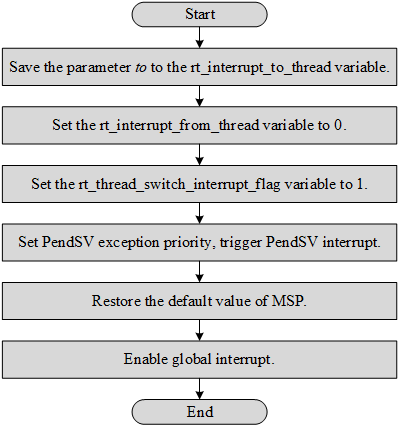 Start
Save the parameter to to the rt_interrupt_to_thread variable.
Set the rt_interrupt_from_thread variable to 0.
Set the rt_thread_switch_interrupt_flag variable to 1.
Set PendSV exception priority, trigger PendSV interrupt.
Restore the default value of MSP.
Enable global interrupt.
End